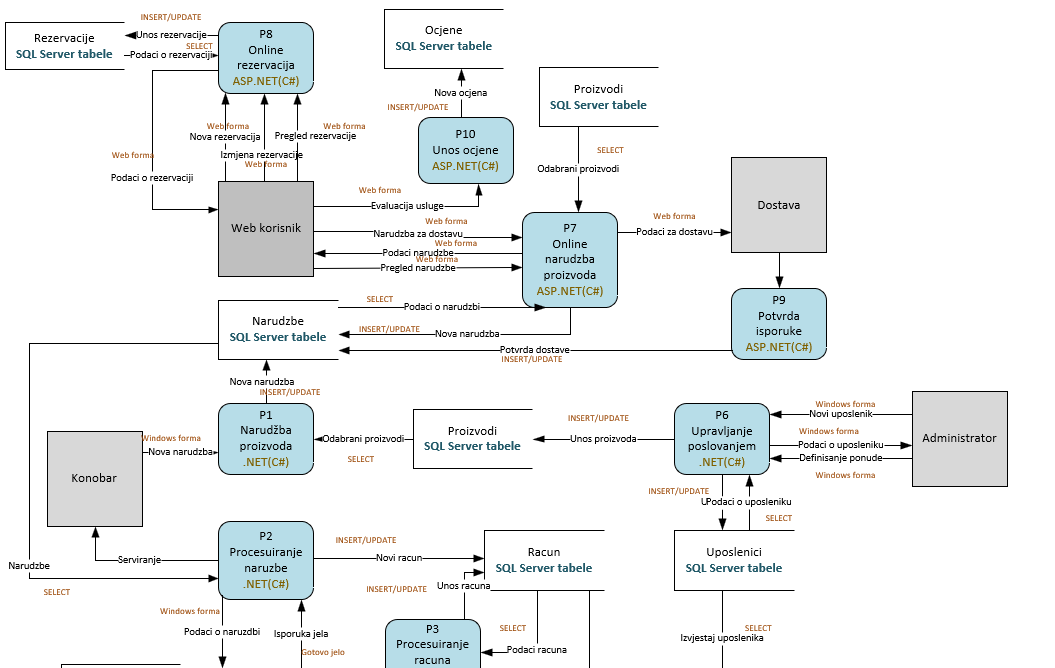 INSERT/UPDATE
Rezervacije
SQL Server tabele
Unos rezervacije
SELECT
Podaci o rezervaciji
P8
Online
rezervacija
ASP.NET(C#)
Ocjene
SQL Server tabele
Nova ocjena
INSERT/UPDATE
Proizvodi
SQL Server tabele
P10
Unos ocjene
ASP.NET(C#)
Web forma
Nova rezervacija
Web forma
Pregled rezervacije
Izmjena rezervacije
Web forma
Web forma
Podaci o rezervaciji
SELECT
Odabrani proizvodi
Web korisnik
Web forma
Evaluacija usluge
Web forma
Narudzba za dostavu
Web forma
Podaci narudzbe
Web forma
Pregled narudzbe
P7
Online
narudzba
proizvoda
ASP.NET(C#)
Web forma
Podaci za dostavu
Dostava
P9
Potvrda
isporuke
ASP.NET(C#)
SELECT
Podaci o narudzbi
Narudzbe
SQL Server tabele
INSERT/UPDATE
Nova narudzba
Potvrda dostave
INSERT/UPDATE
Nova narudzba
INSERT/UPDATE
P1
Narudžba
proizvoda
.NET(C#)
Windows forma
Nova narudzba
Konobar
Odabrani proizvodi
SELECT
Proizvodi
SQL Server tabele
INSERT/UPDATE
Unos proizvoda
P6
Upravljanje
poslovanjem
.NET(C#)
Windows forma
Novi uposlenik
Windows forma
Podaci o uposleniku
Definisanje ponude
Windows forma
Administrator
INSERT/UPDATE
UPodaci o uposleniku
SELECT
Uposlenici
SQL Server tabele
SELECT
Izvjestaj uposlenika
P2
Procesuiranje
naruzbe
.NET(C#)
Serviranje
Narudzbe
SELECT
INSERT/UPDATE
Novi racun
Racun
SQL Server tabele
INSERT/UPDATE
Unos racuna
Windows forma
Podaci o naruzdbi
Isporuka jela
Gotovo jelo
P3
Procesuiranje
racuna
SELECT
Podaci racuna